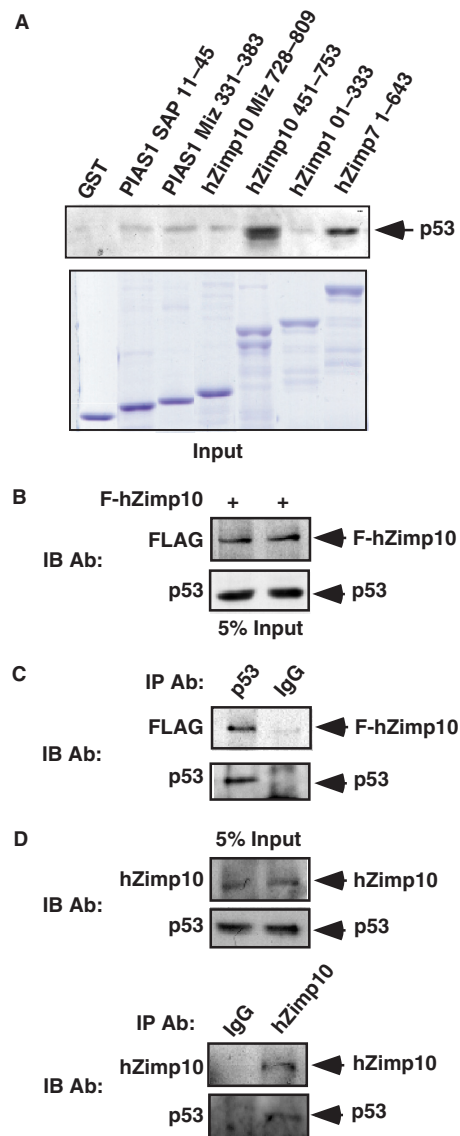 A
GST
PIAS1 SAP 11–45
PIAS1 Miz 331–383
hZimp10 Miz 728–809
hZimp10 451–753
hZimp1 01–333
hZimp7 1–643
p53
Input
B
F-hZimp10 + +
IB Ab:
FLAG F-hZimp10
p53 p53
5% Input
C
IP Ab: p53 IgG
IB Ab:
FLAG F-hZimp10
p53 p53
D
5% Input
IB Ab:
hZimp10 hZimp10
p53 p53
IP Ab: IgG hZimp10
IB Ab:
hZimp10 hZimp10
p53 p53